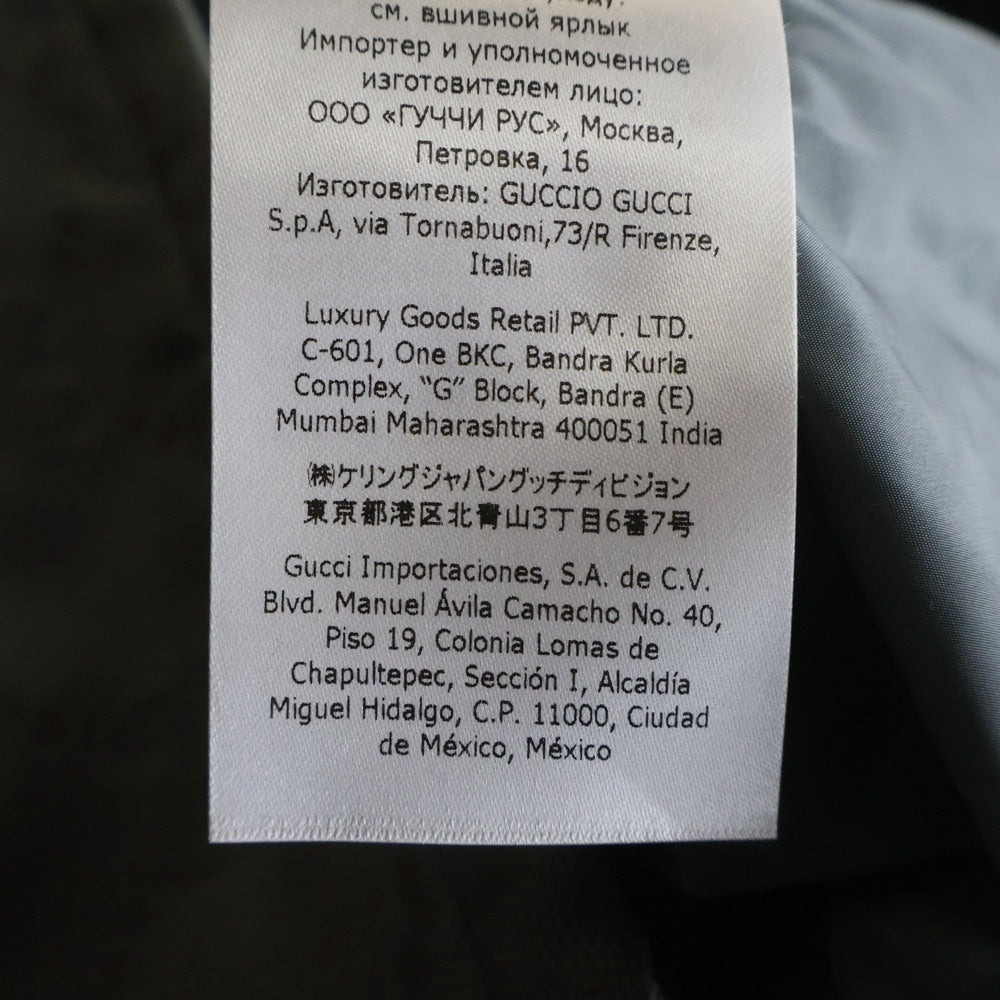 см. вшивной ярлык
Импортер и уполномоченное
изготовителем лицо:
ООО «ГУЧЧИ РУС», Москва,
Петровка, 16
Изготовитель: GUCCIO GUCCI
S.p.A, via Tornabuoni,73/R Firenze,
Italia
Luxury Goods Retail PVT. LTD.
C-601, One BKC, Bandra Kurla
Complex, “G” Block, Bandra (E)
Mumbai Maharashtra 400051 India
㈱ケリングジャパングッチディビジョン
東京都港区北青山3丁目6番7号
Gucci Importaciones, S.A. de C.V.
Blvd. Manuel Ávila Camacho No. 40,
Piso 19, Colonia Lomas de
Chapultepec, Sección I, Alcaldía
Miguel Hidalgo, C.P. 11000, Ciudad
de México, México